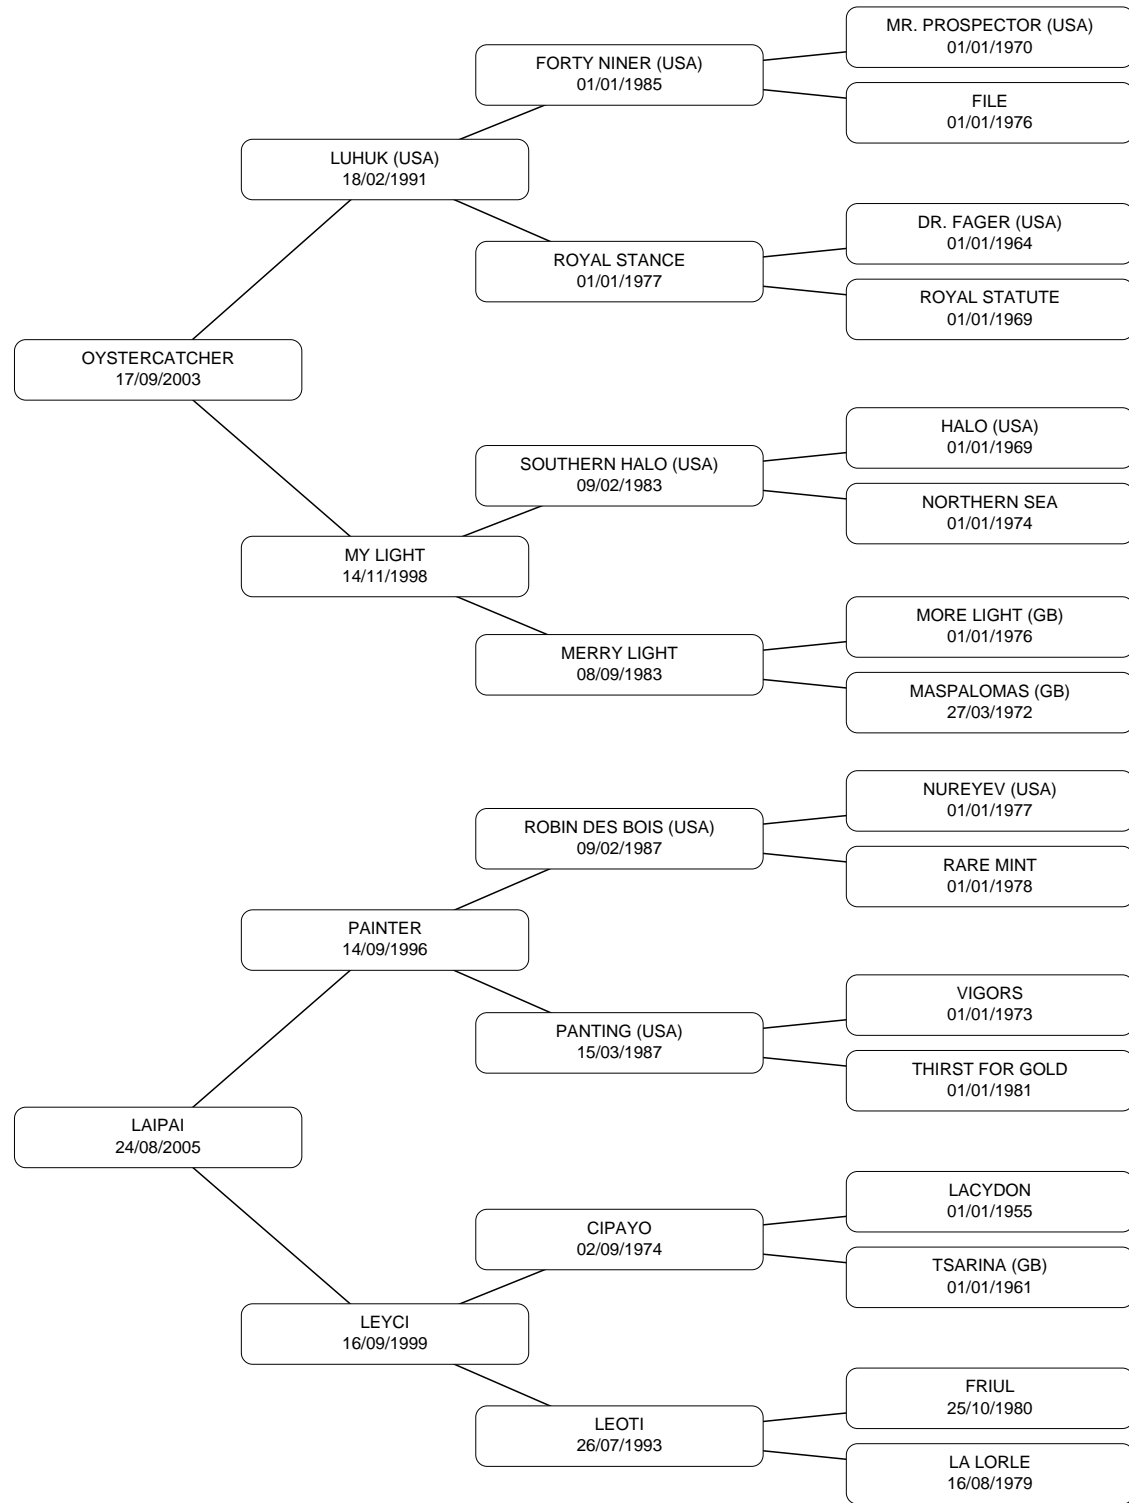 MR. PROSPECTOR (USA)
01/01/1970
FORTY NINER (USA)
01/01/1985
FILE
01/01/1976
LUHUK (USA)
18/02/1991
DR. FAGER (USA)
01/01/1964
ROYAL STANCE
01/01/1977
ROYAL STATUTE
01/01/1969
OYSTERCATCHER
17/09/2003
HALO (USA)
01/01/1969
SOUTHERN HALO (USA)
09/02/1983
NORTHERN SEA
01/01/1974
MY LIGHT
14/11/1998
MORE LIGHT (GB)
01/01/1976
MERRY LIGHT
08/09/1983
MASPALOMAS (GB)
27/03/1972
NUREYEV (USA)
01/01/1977
ROBIN DES BOIS (USA)
09/02/1987
RARE MINT
01/01/1978
PAINTER
14/09/1996
VIGORS
01/01/1973
PANTING (USA)
15/03/1987
THIRST FOR GOLD
01/01/1981
LAIPAI
24/08/2005
LACYDON
01/01/1955
CIPAYO
02/09/1974
TSARINA (GB)
01/01/1961
LEYCI
16/09/1999
FRIUL
25/10/1980
LEOTI
26/07/1993
LA LORLE
16/08/1979